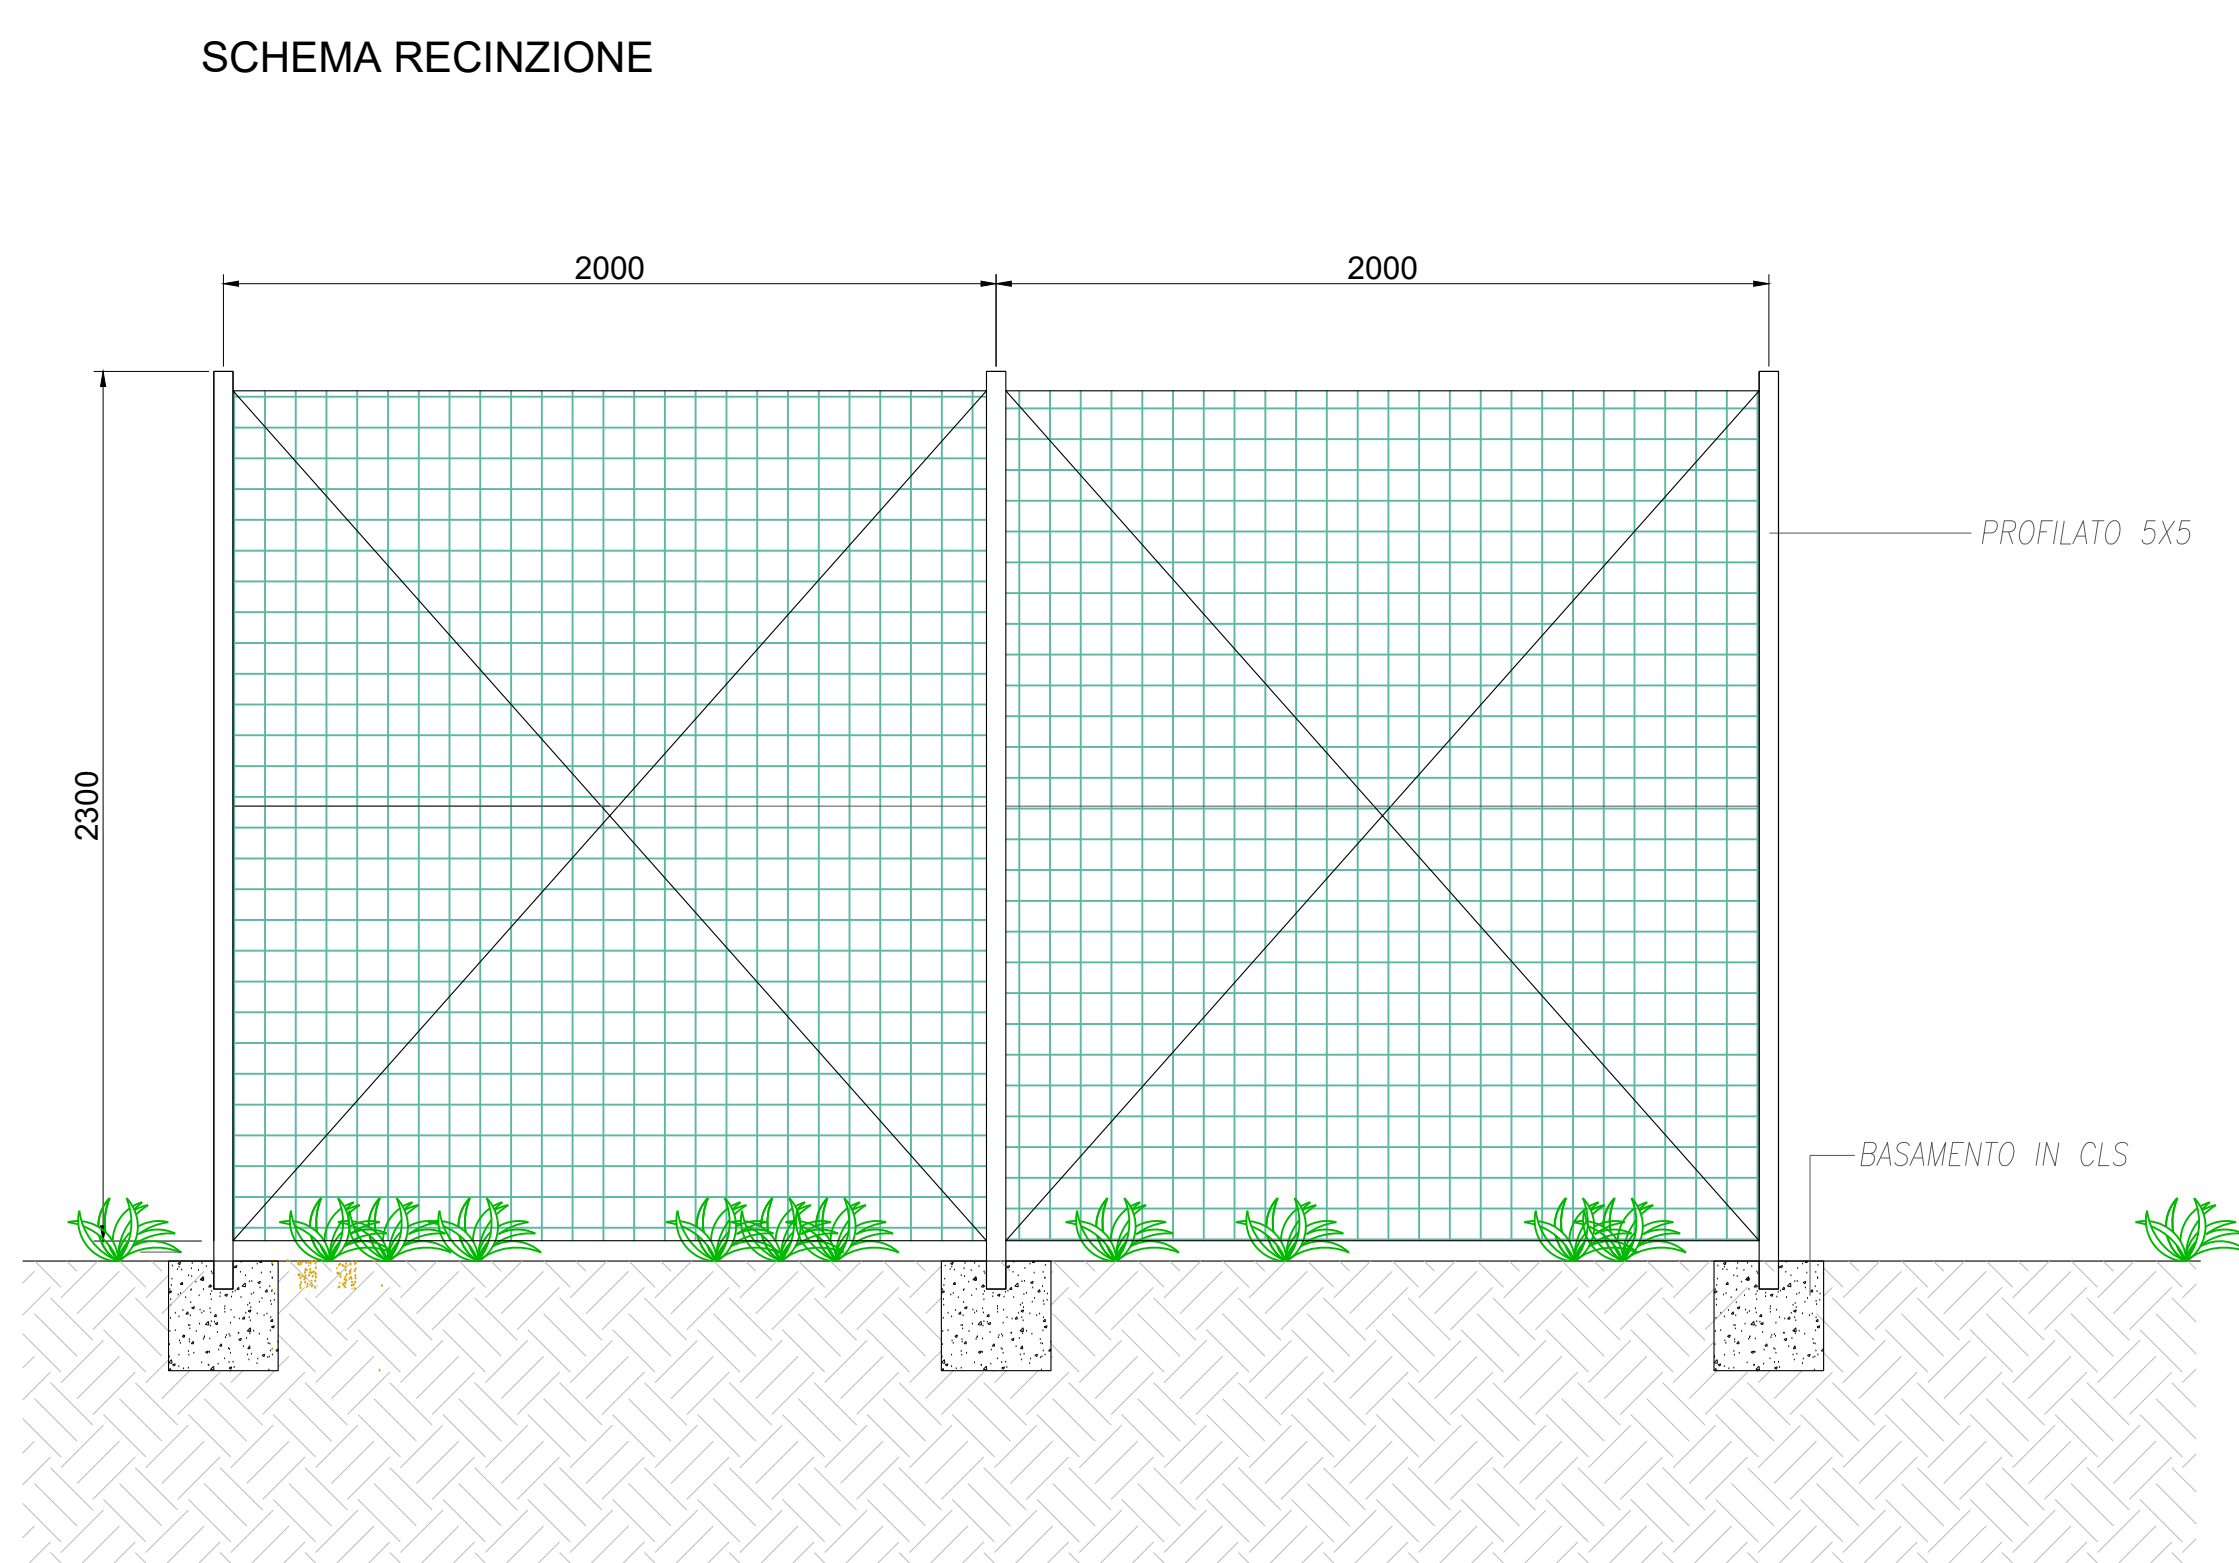 SCHEMA RECINZIONE
2000
2000
2300
PROFILATO 5X5
BASAMENTO IN CLS